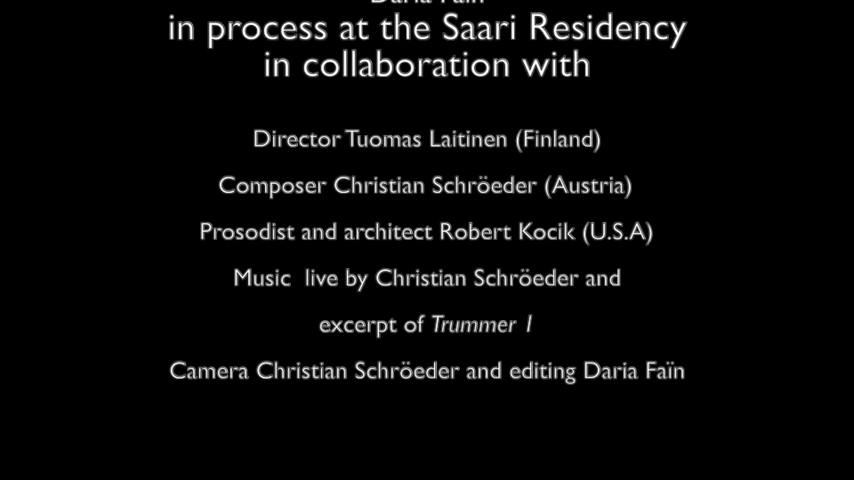 Daria Faïn
in process at the Saari Residency
in collaboration with
Director Tuomas Laitinen (Finland)
Composer Christian Schröeder (Austria)
Prosodist and architect Robert Kocik (U.S.A)
Music live by Christian Schröeder and
excerpt of Trummer 1
Camera Christian Schröeder and editing Daria Faïn